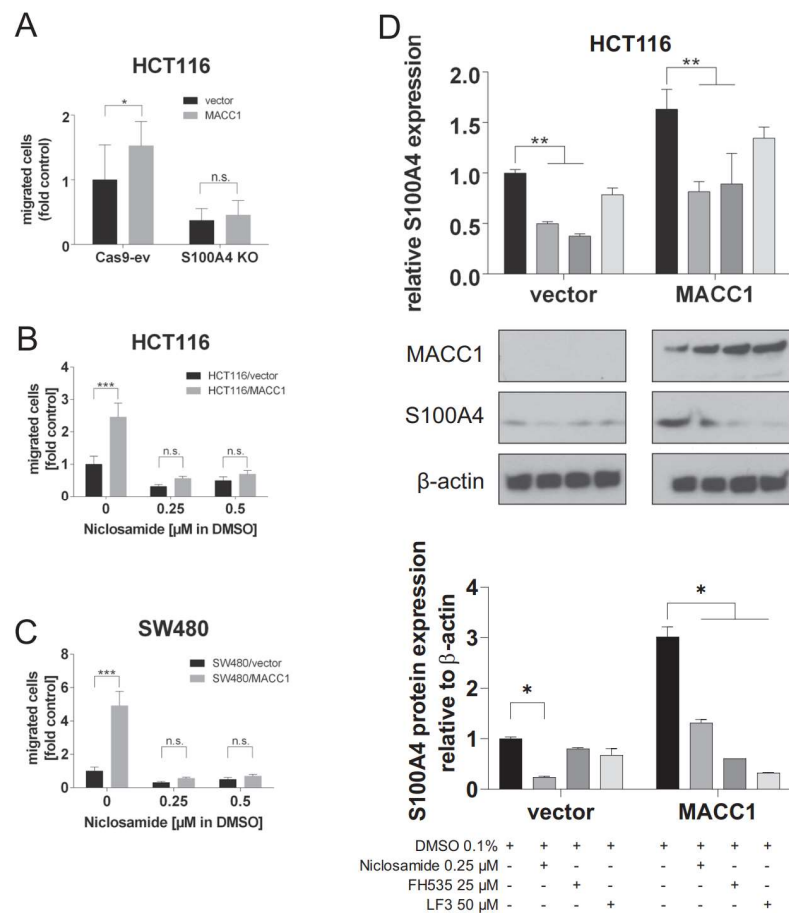 A
HCT116
vector
MACC1
*
n.s.
2
1
0
migrated cells
(fold control)
Cas9-ev S100A4 KO
B
HCT116
HCT116/vector
HCT116/MACC1
***
n.s. n.s.
4
3
2
1
0
migrated cells
[fold control]
0 0.25 0.5
Niclosamide [µM in DMSO]
C
SW480
SW480/vector
SW480/MACC1
***
n.s. n.s.
8
6
4
2
0
migrated cells
[fold control]
0 0.25 0.5
Niclosamide [µM in DMSO]
D
HCT116
relative S100A4 expression
2.0
1.5
1.0
0.5
0.0
**
**
vector MACC1
MACC1
S100A4
β-actin
S100A4 protein expression
relative to β-actin
4
3
2
1
0
*
*
vector MACC1
DMSO 0.1% + + + + + + + +
Niclosamide 0.25 µM - + - - - + - -
FH535 25 µM - - + - - - + -
LF3 50 µM - - - + - - - +